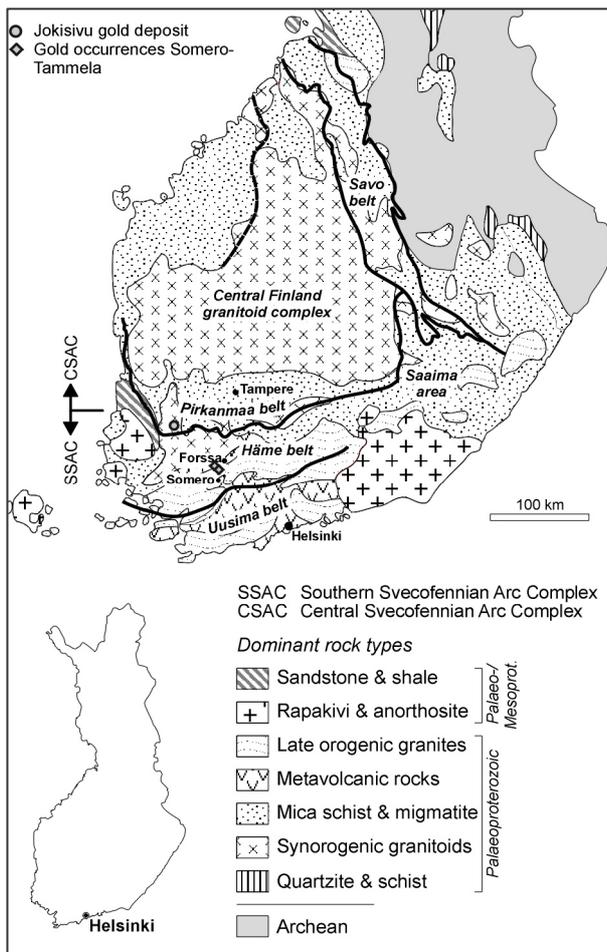 Jokisivu gold deposit
Gold occurrences Somero-
Tammela
Savo
belt
Central Finland
granitoid complex
CSAC
SSAC
Tampere
Pirkanmaa belt
Saaima
area
Forssa
Häme belt
Somero
Uusima belt
Helsinki
100 km
SSAC Southern Svecofennian Arc Complex
CSAC Central Svecofennian Arc Complex
Dominant rock types
Sandstone & shale
Rapakivi & anorthosite
Palaeo-/
Mesoprot.
Late orogenic granites
Metavolcanic rocks
Mica schist & migmatite
Synorogenic granitoids
Quartzite & schist
Palaeoproterozoic
Archean
Helsinki